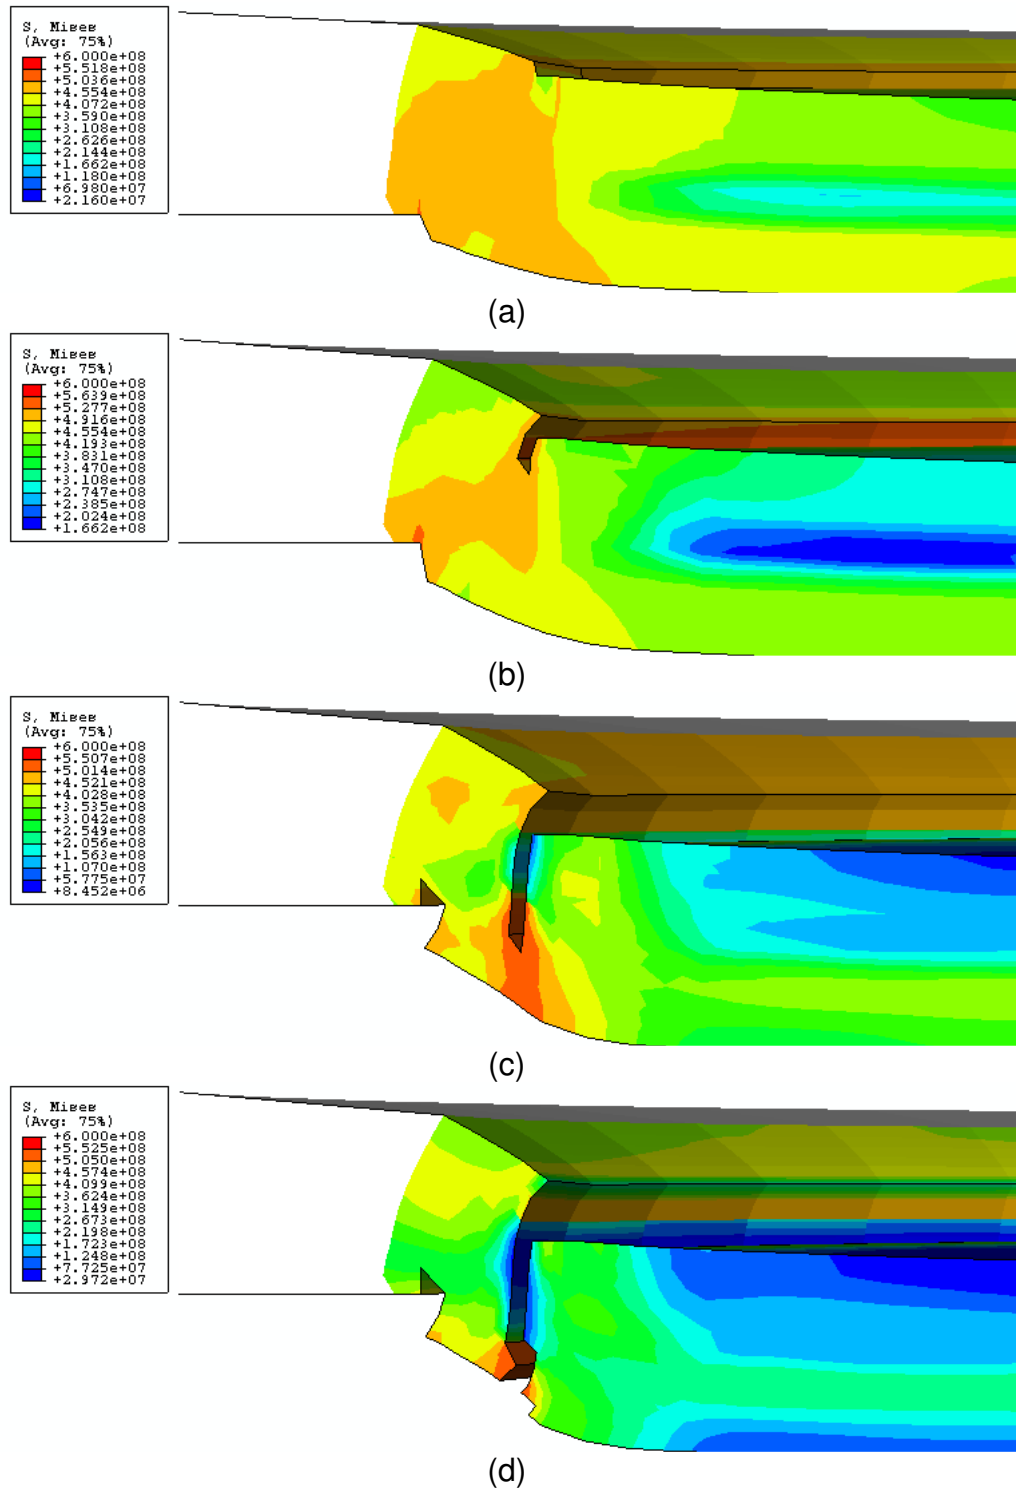 S, Mises
(Avg: 75%)
+6.000e+08
+5.518e+08
+5.036e+08
+4.554e+08
+4.072e+08
+3.590e+08
+3.108e+08
+2.626e+08
+2.144e+08
+1.662e+08
+1.180e+08
+6.980e+07
+2.160e+07
(a)
S, Mises
(Avg: 75%)
+6.000e+08
+5.639e+08
+5.277e+08
+4.916e+08
+4.554e+08
+4.193e+08
+3.831e+08
+3.470e+08
+3.108e+08
+2.747e+08
+2.385e+08
+2.024e+08
+1.662e+08
(b)
S, Mises
(Avg: 75%)
+6.000e+08
+5.507e+08
+5.014e+08
+4.521e+08
+4.028e+08
+3.535e+08
+3.042e+08
+2.549e+08
+2.056e+08
+1.563e+08
+1.070e+08
+5.775e+07
+8.452e+06
(c)
S, Mises
(Avg: 75%)
+6.000e+08
+5.525e+08
+5.050e+08
+4.574e+08
+4.099e+08
+3.624e+08
+3.149e+08
+2.673e+08
+2.198e+08
+1.723e+08
+1.248e+08
+7.725e+07
+2.972e+07
(d)